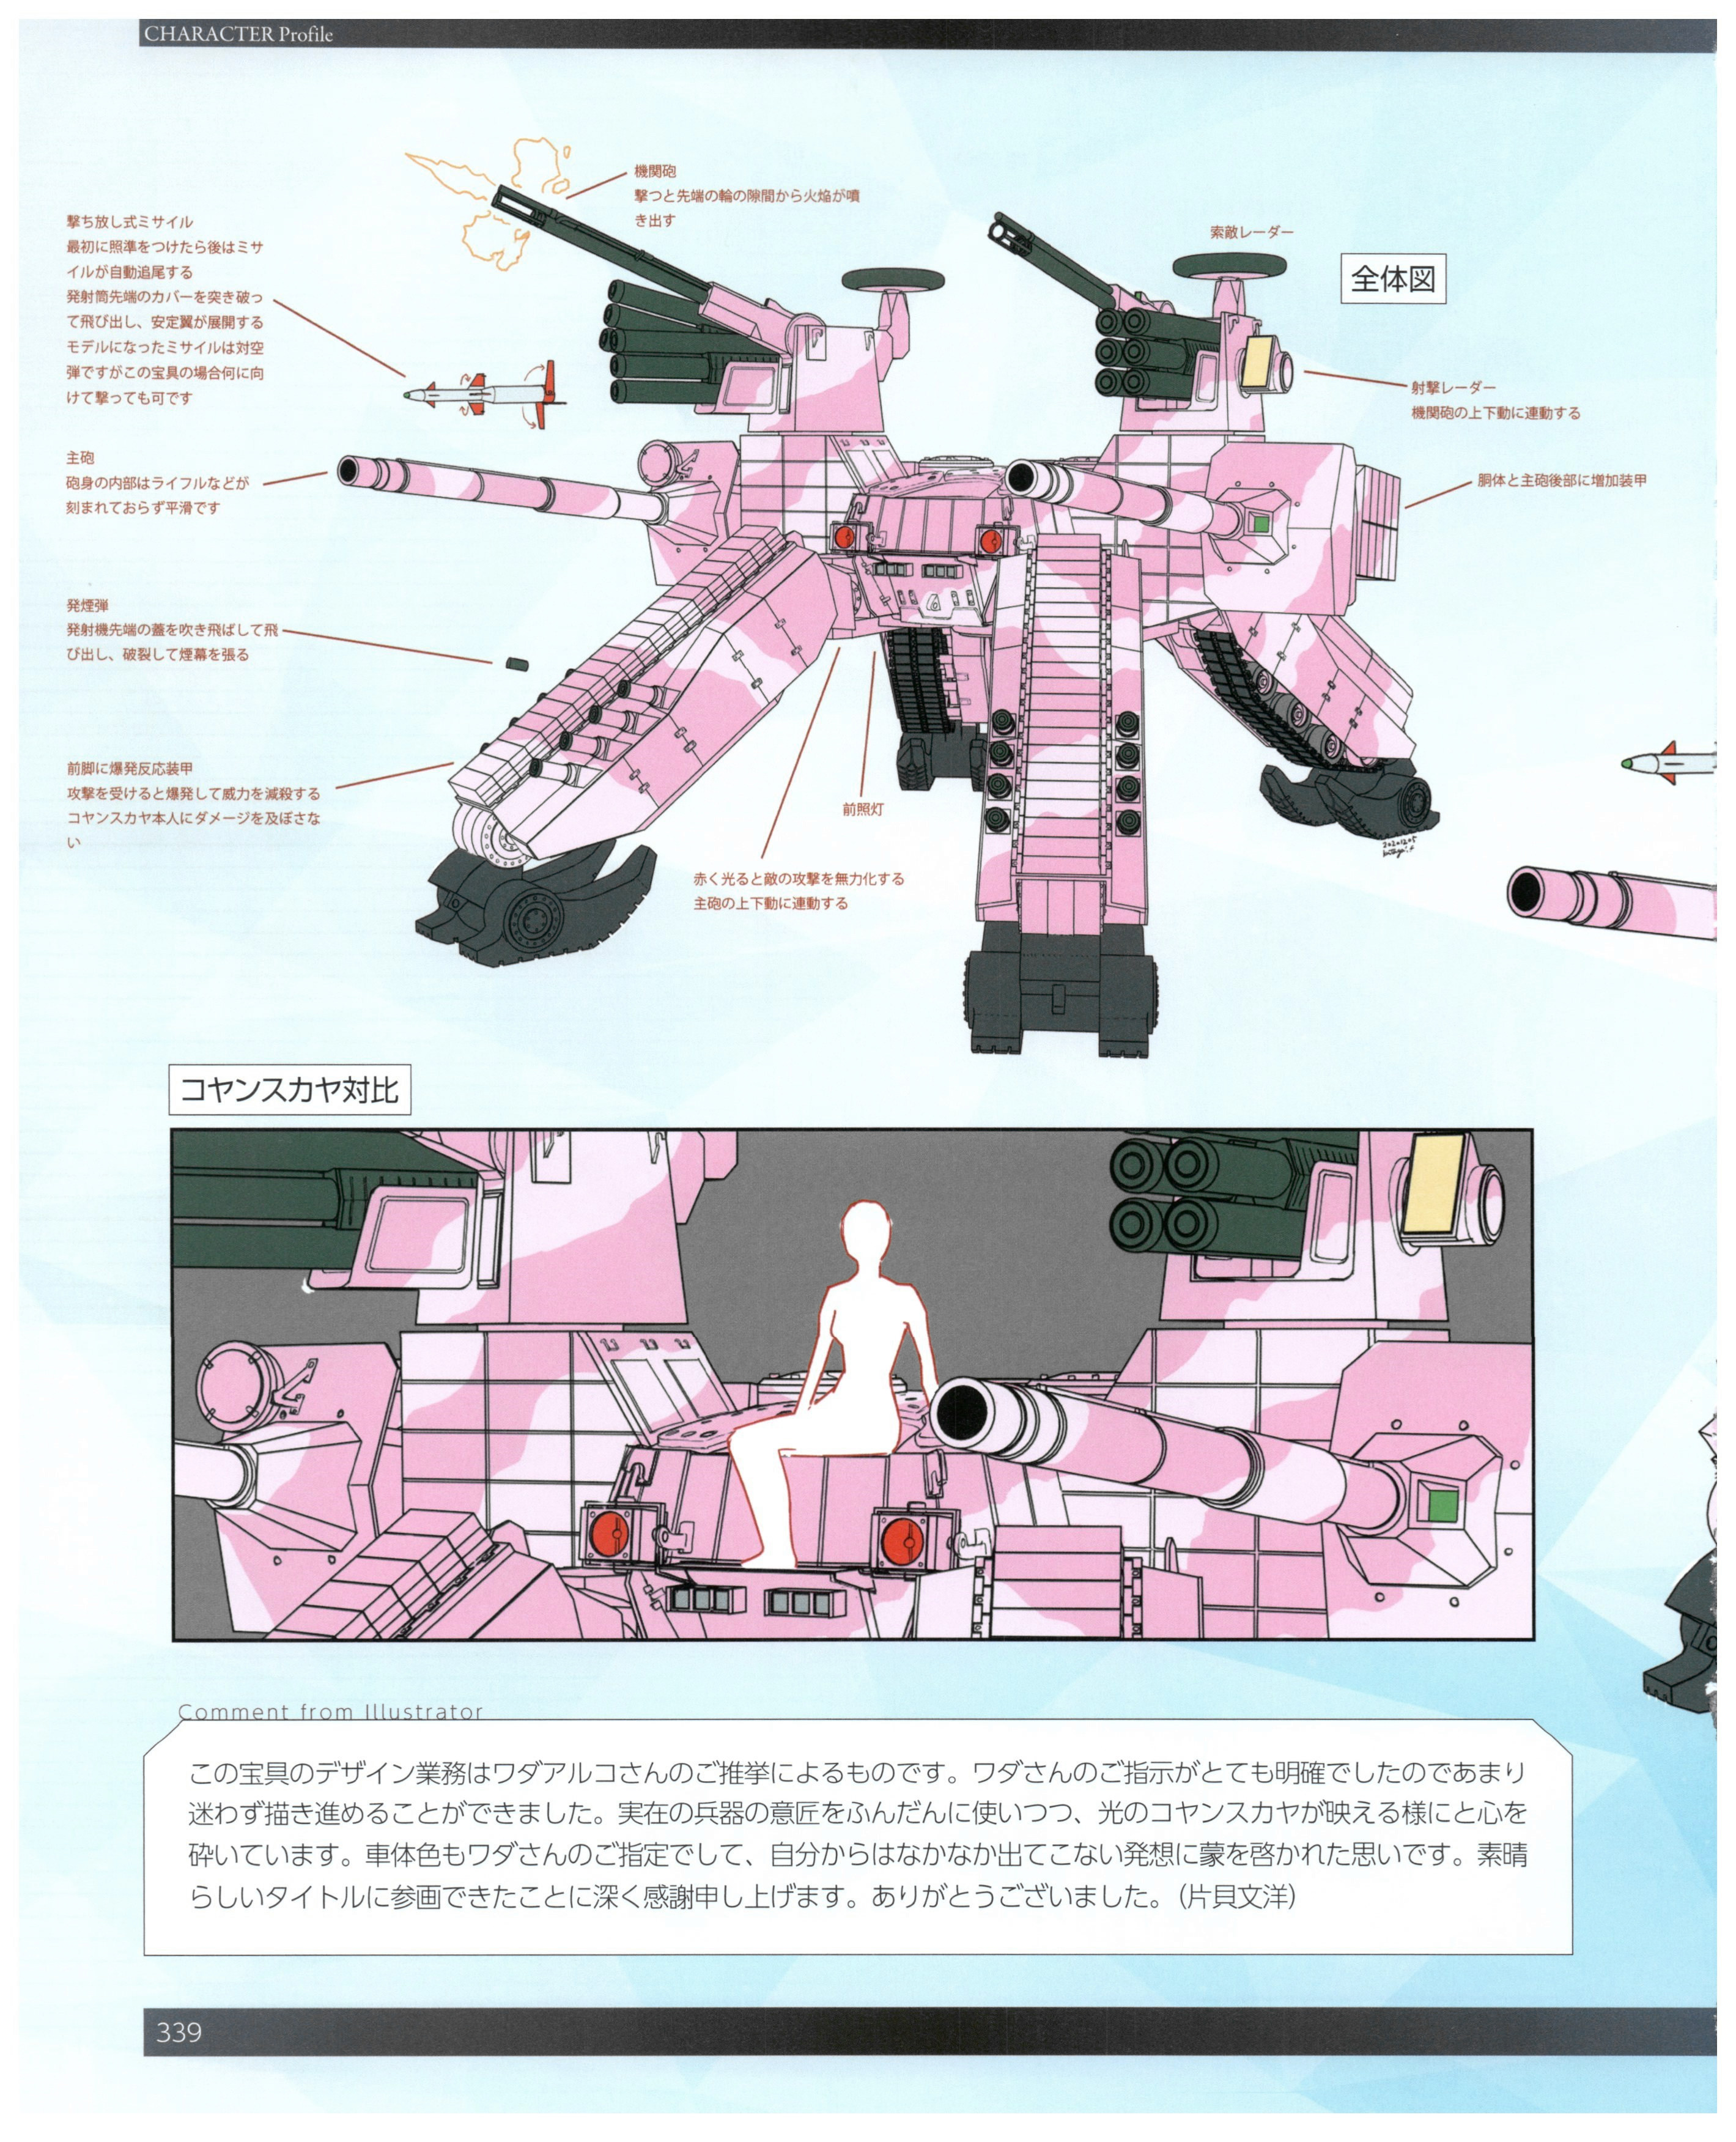 CHARACTER Profile
機関砲
撃つと先端の輪の隙間から火焔が噴
き出す
撃ち放し式ミサイル
最初に照準をつけたら後はミサ
イルが自動追尾する
発射筒先端のカバーを突き破っ
て飛び出し、安定翼が展開する
モデルになったミサイルは対空
弾ですがこの宝具の場合何に向
けて撃っても可です
索敵レーダー
全体図
射撃レーダー
機関砲の上下動に連動する
主砲
砲身の内部はライフルなどが
刻まれておらず平滑です
胴体と主砲後部に増加装甲
発煙弾
発射機先端の蓋を吹き飛ばして飛
び出し、破裂して煙幕を張る
前脚に爆発反応装甲
攻撃を受けると爆発して威力を減殺する
コヤンスカヤ本人にダメージを及ぼさな
い
前照灯
赤く光ると敵の攻撃を無力化する
主砲の上下動に連動する
コヤンスカヤ対比
Comment from Illustrator
この宝具のデザイン業務はワダアルコさんのご推挙によるものです。ワダさんのご指示がとても明確でしたのであまり
迷わず描き進めることができました。実在の兵器の意匠をふんだんに使いつつ、光のコヤンスカヤが映える様にと心を
砕いています。車体色もワダさんのご指定でして、自分からはなかなか出てこない発想に蒙を啓かれた思いです。素晴
らしいタイトルに参画できたことに深く感謝申し上げます。ありがとうございました。（片貝文洋）
339